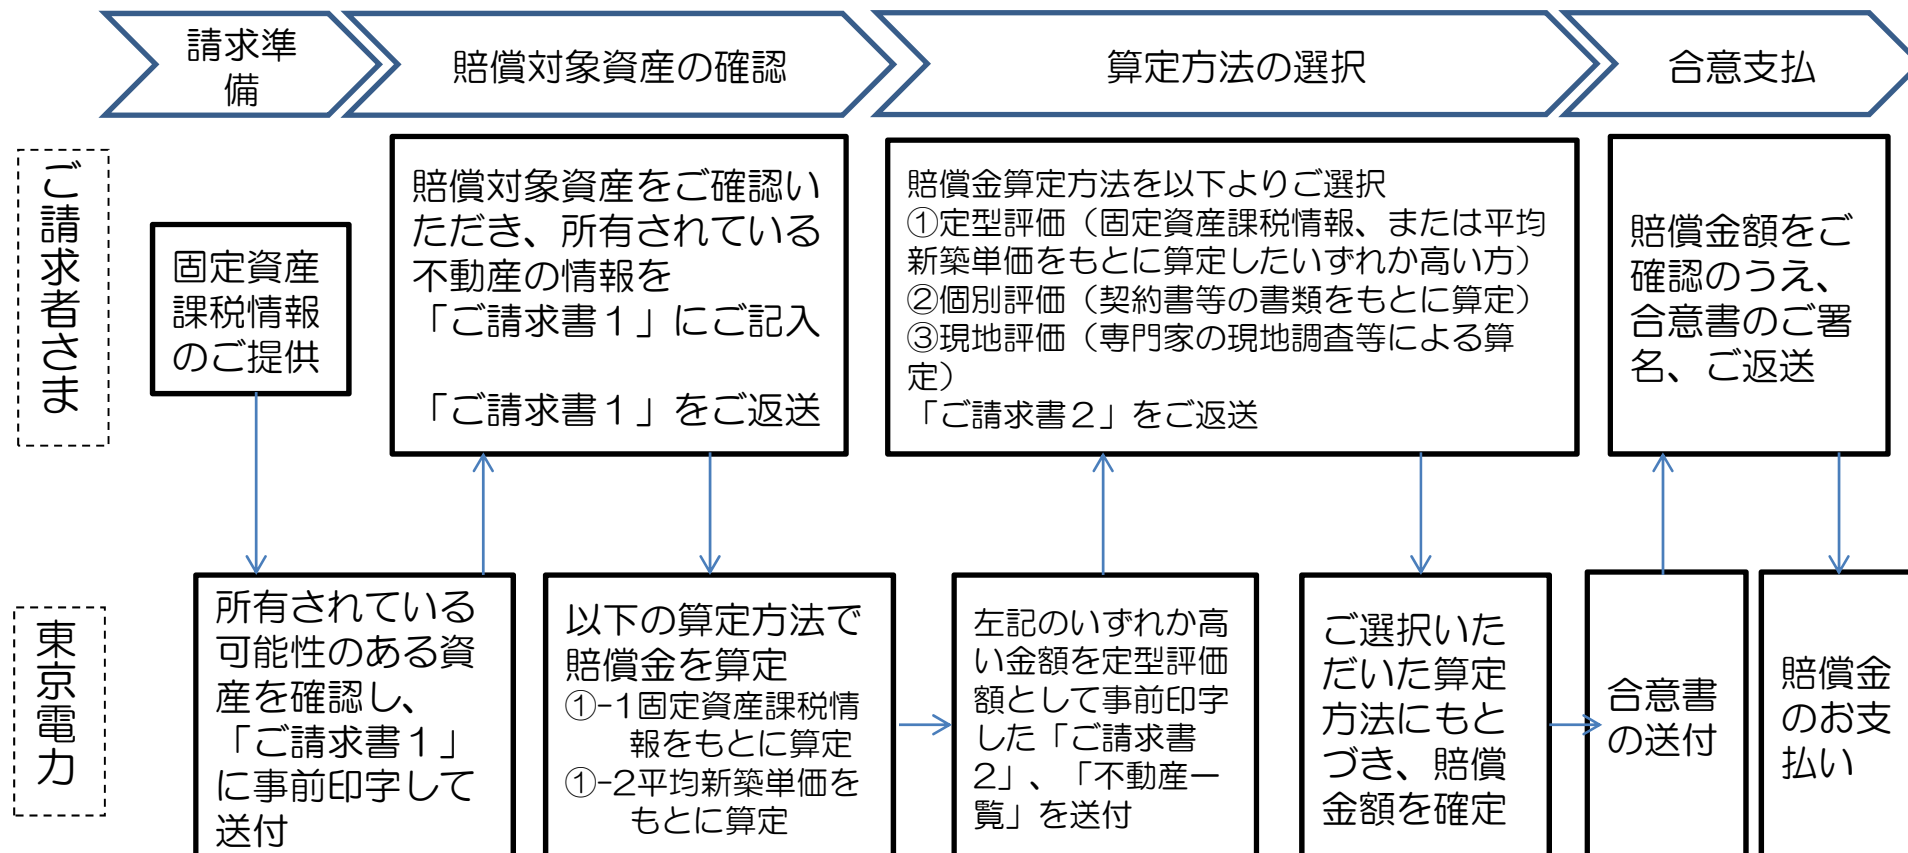 請求準
備
賠償対象資産の確認
算定方法の選択
合意支払
ご請求者さま
固定資産
課税情報
のご提供
賠償対象資産をご確認い
ただき、所有されている
不動産の情報を
「ご請求書１」にご記入
「ご請求書１」をご返送
賠償金算定方法を以下よりご選択
①定型評価（固定資産課税情報、または平均
新築単価をもとに算定したいずれか高い方）
②個別評価（契約書等の書類をもとに算定）
③現地評価（専門家の現地調査等による算
定）
「ご請求書２」をご返送
賠償金額をご
確認のうえ、
合意書のご署
名、ご返送
東京電力
所有されている
可能性のある資
産を確認し、
「ご請求書１」
に事前印字して
送付
以下の算定方法で
賠償金を算定
①-1固定資産課税情
報をもとに算定
①-2平均新築単価を
もとに算定
左記のいずれか高
い金額を定型評価
額として事前印字
した「ご請求書
２」、「不動産一
覧」を送付
ご選択いた
だいた算定
方法にもと
づき、賠償
金額を確定
合意書
の送付
賠償金
のお支
払い